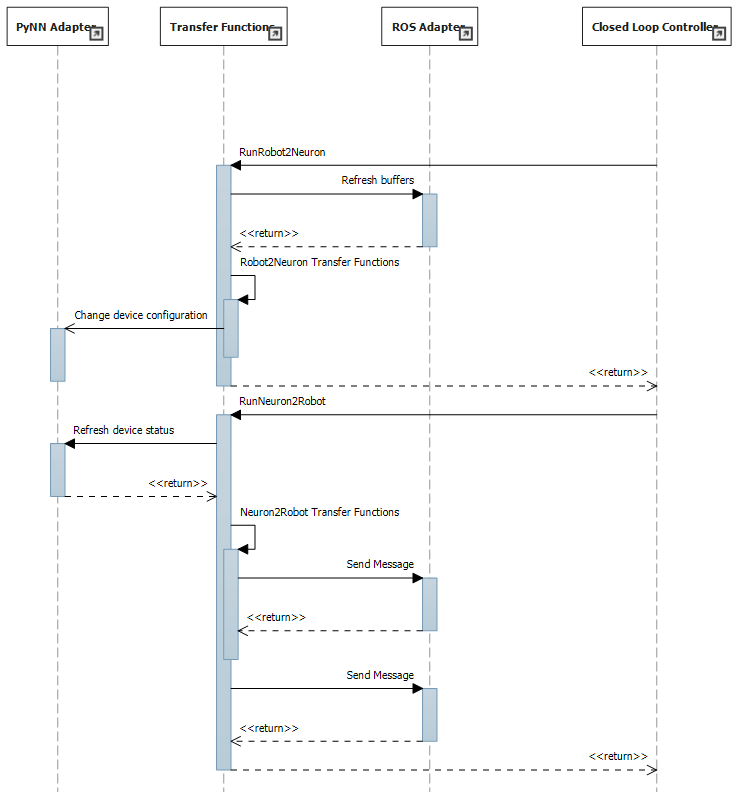 PyNN Adapter
Transfer Functions
ROS Adapter
Closed Loop Controller
RunRobot2Neuron
Refresh buffers
<<return>>
Robot2Neuron Transfer Functions
Change device configuration
<<return>>
RunNeuron2Robot
Refresh device status
<<return>>
Neuron2Robot Transfer Functions
Send Message
<<return>>
Send Message
<<return>>
<<return>>